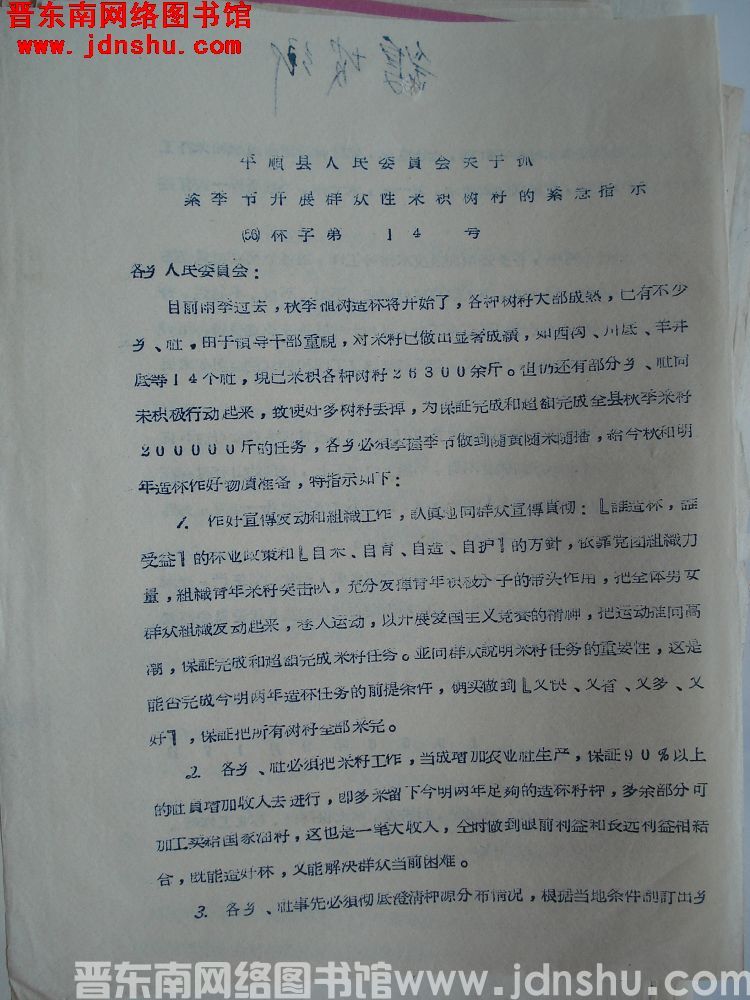 晋东南网络图书馆
www.jdnshu.com
平順县人民委員会关于抓
紧季节开展群众性采积树籽的紧急指示
(56)林字第 14 号
各乡人民委員会：
目前雨季过去，秋季植树造林将开始了，各种树籽大部成熟，已有不少
乡、社，由于領导干部重視，对采籽已做出显著成績，如西沟、川底、羊井
底等14个社，現已采积各种树籽26300余斤。但仍还有部分乡、社尚
未积极行动起来，致使好多树籽丢掉，为保証完成和超額完成全县秋季采籽
200000斤的任务，各乡必須掌握季节做到随黄随采随播，給今秋和明
年造林作好物質准备，特指示如下：
1. 作好宣傳发动和組織工作，認真地向群众宣傳貫彻：「誰造林，誰
受益」的林业政策和「自采、自育、自造、自护」的方針，依靠党团組織力
量，組織青年采籽突击队，充分发揮青年积极分子的带头作用，把全体男女
群众組織发动起来，卷入运动，以开展爱国主义竞赛的精神，把运动推向高
潮，保証完成和超額完成采籽任务。並向群众說明采籽任务的重要性，这是
能否完成今明两年造林任务的前提条件，确实做到「又快、又省、又多、又
好」，保証把所有树籽全部采完。
2. 各乡、社必須把采籽工作，当成增加农业社生产，保証90%以上
的社員增加收入去进行，即多采留下今明两年足夠的造林籽种，多余部分可
加工卖給国家油籽，这也是一笔大收入，全时做到眼前利益和长远利益相結
合，既能造好林，又能解决群众当前困难。
3. 各乡、社事先必須彻底澄清种源分布情况，根据当地条件制訂出乡
晋东南网络图书馆www.jdnshu.com